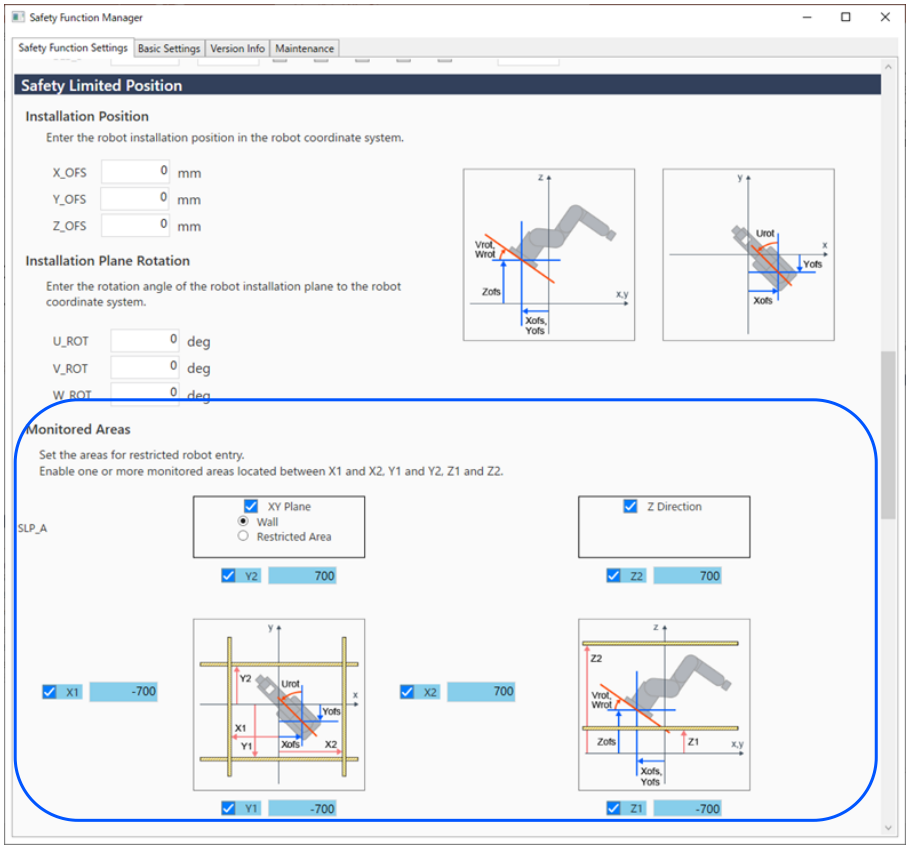 Safety Function Manager
Safety Function Settings Basic Settings Version Info Maintenance
Safety Limited Position
Installation Position
Enter the robot installation position in the robot coordinate system.
X_OFS 0 mm
Y_OFS 0 mm
Z_OFS 0 mm
z
Vrot,
Wrot
Zofs
x,y
Xofs,
Yofs
y
Urot
x
Yofs
Xofs
Installation Plane Rotation
Enter the rotation angle of the robot installation plane to the robot
coordinate system.
U_ROT 0 deg
V_ROT 0 deg
W_ROT 0 deg
Monitored Areas
Set the areas for restricted robot entry.
Enable one or more monitored areas located between X1 and X2, Y1 and Y2, Z1 and Z2.
SLP_A
XY Plane
Wall
Restricted Area
Z Direction
Y2 700
Z2 700
X1 -700
y
Y2
Urot
x
Yofs
X1
Y1
Xofs
X2
X2 700
z
Z2
Vrot,
Wrot
Zofs
Z1
x,y
Xofs,
Yofs
Y1 -700
Z1 -700